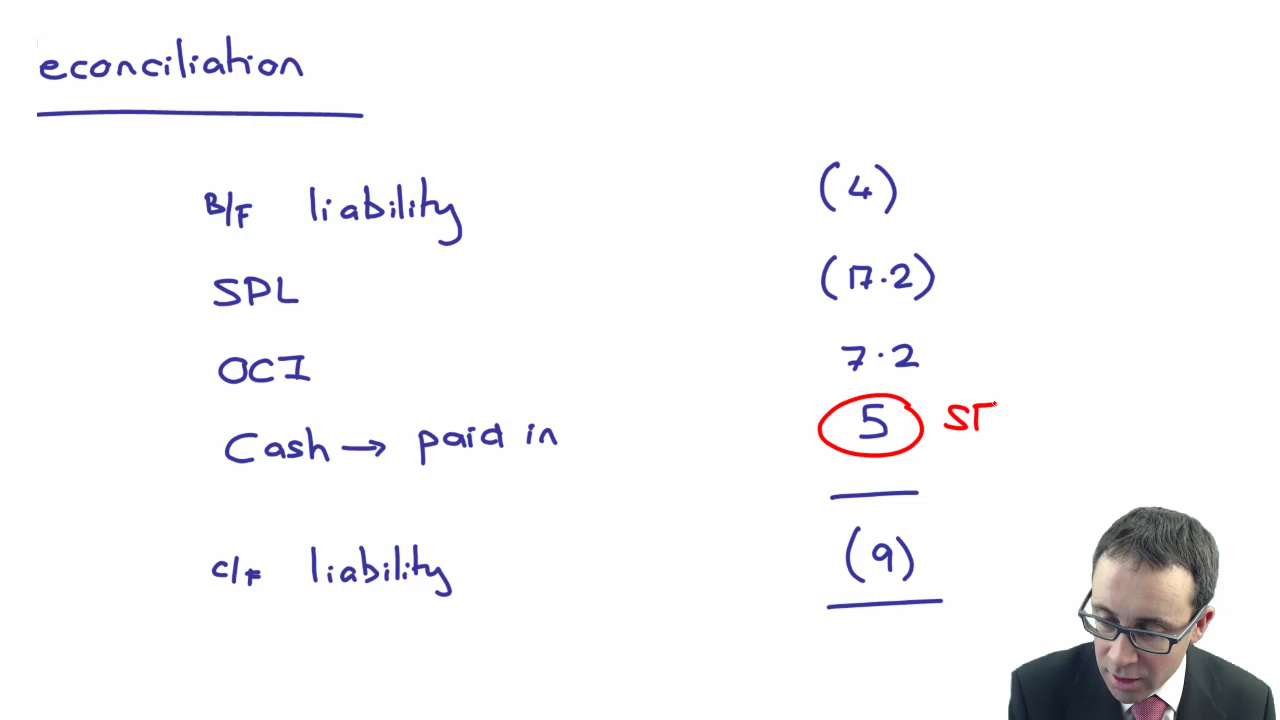 econciliation
B/F liability (4)
SPL (17.2)
OCI 7.2
Cash → paid in 5 ST
C/F liability (9)